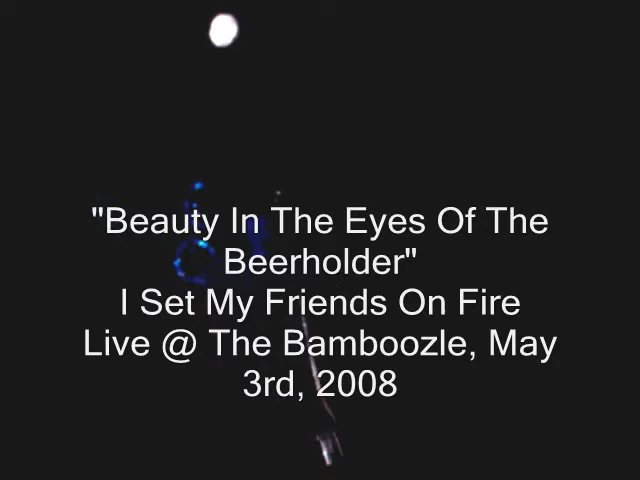 "Beauty In The Eyes Of The
Beerholder"
I Set My Friends On Fire
Live @ The Bamboozle, May
3rd, 2008